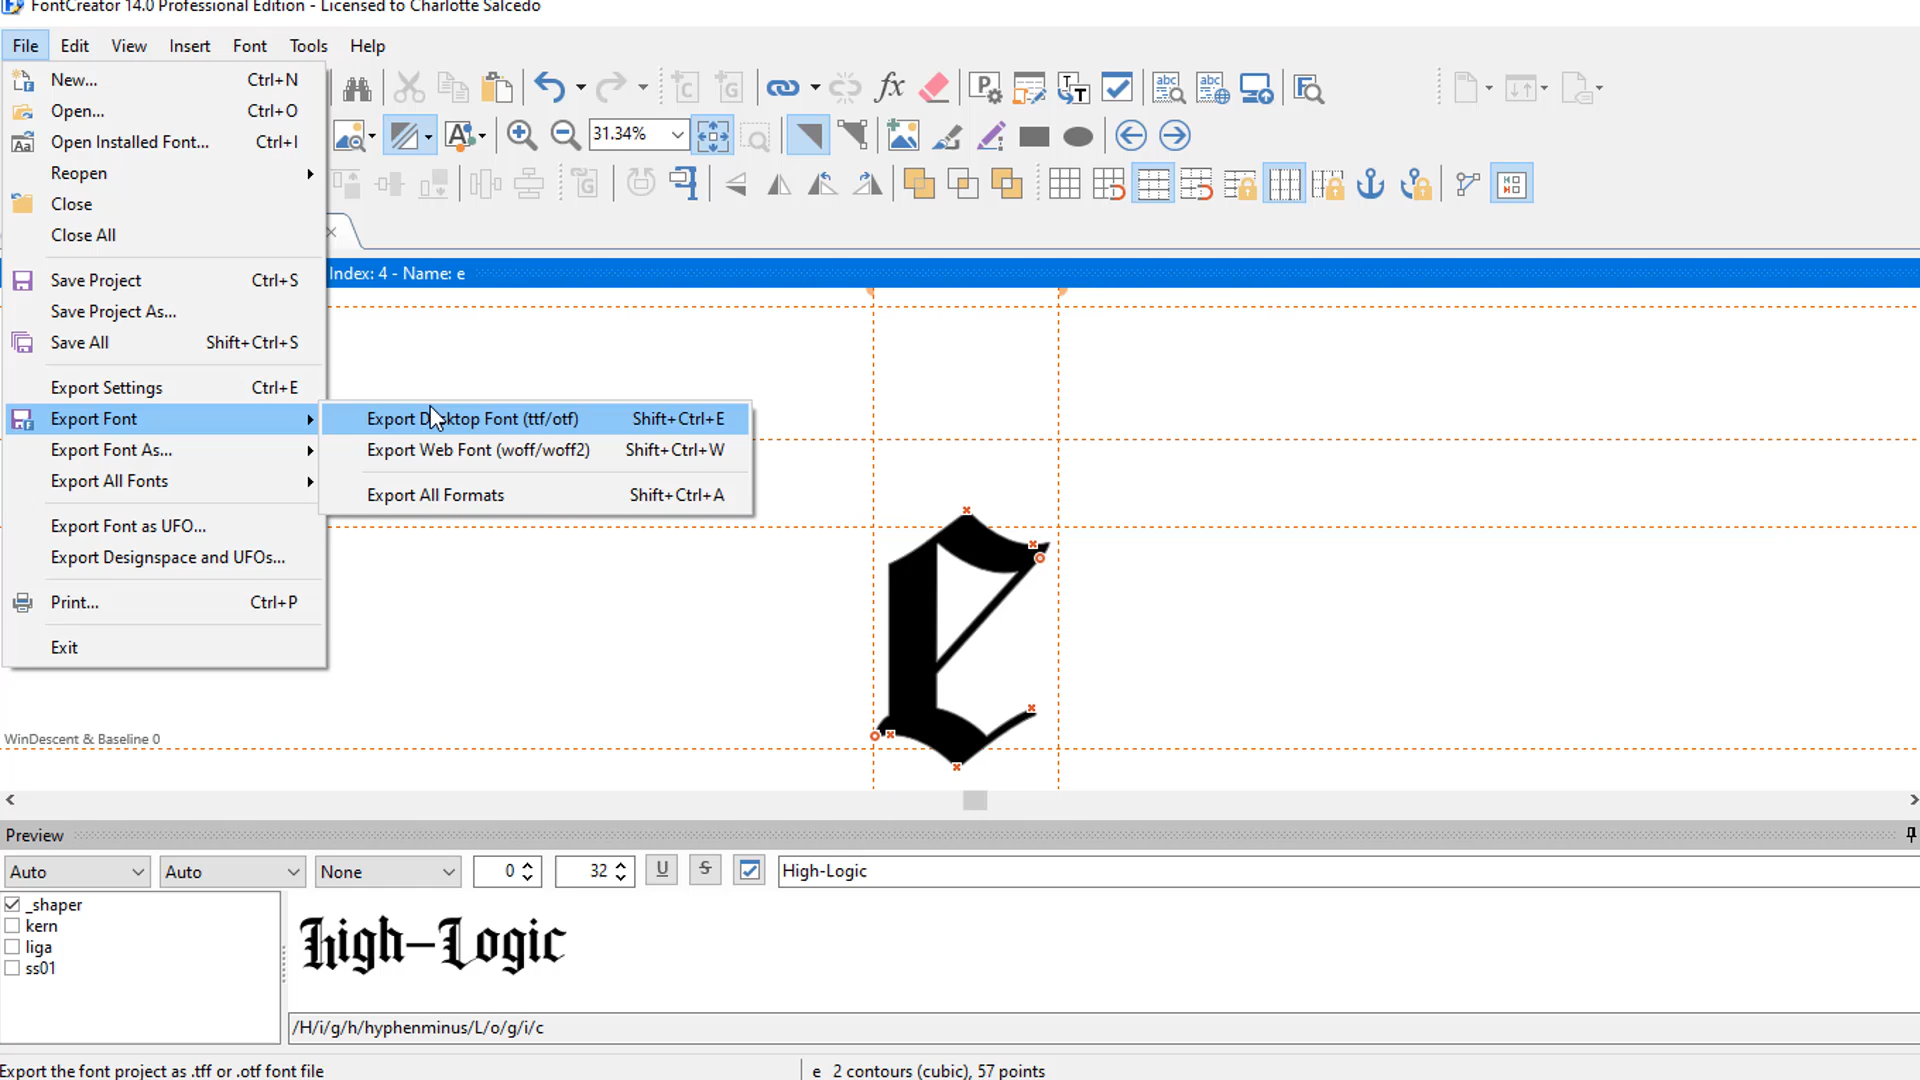 FontCreator 14.0 Professional Edition - Licensed to Charlotte Salcedo
File Edit View Insert Font Tools Help
New... Ctrl+N
Open... Ctrl+O
Open Installed Font... Ctrl+I
Reopen
Close
Close All
Save Project Ctrl+S
Save Project As...
Save All Shift+Ctrl+S
Export Settings Ctrl+E
Export Font
Export Font As...
Export All Fonts
Export Font as UFO...
Export Designspace and UFOs...
Print... Ctrl+P
Exit
Export Desktop Font (ttf/otf) Shift+Ctrl+E
Export Web Font (woff/woff2) Shift+Ctrl+W
Export All Formats Shift+Ctrl+A
31.34%
Index: 4 - Name: e
e
WinDescent & Baseline 0
Preview
Auto Auto None 0 32 U S High-Logic
_shaper
kern
liga
ss01
High-Logic
/H/i/g/h/hyphenminus/L/o/g/i/c
Export the font project as .tff or .otf font file
e 2 contours (cubic), 57 points